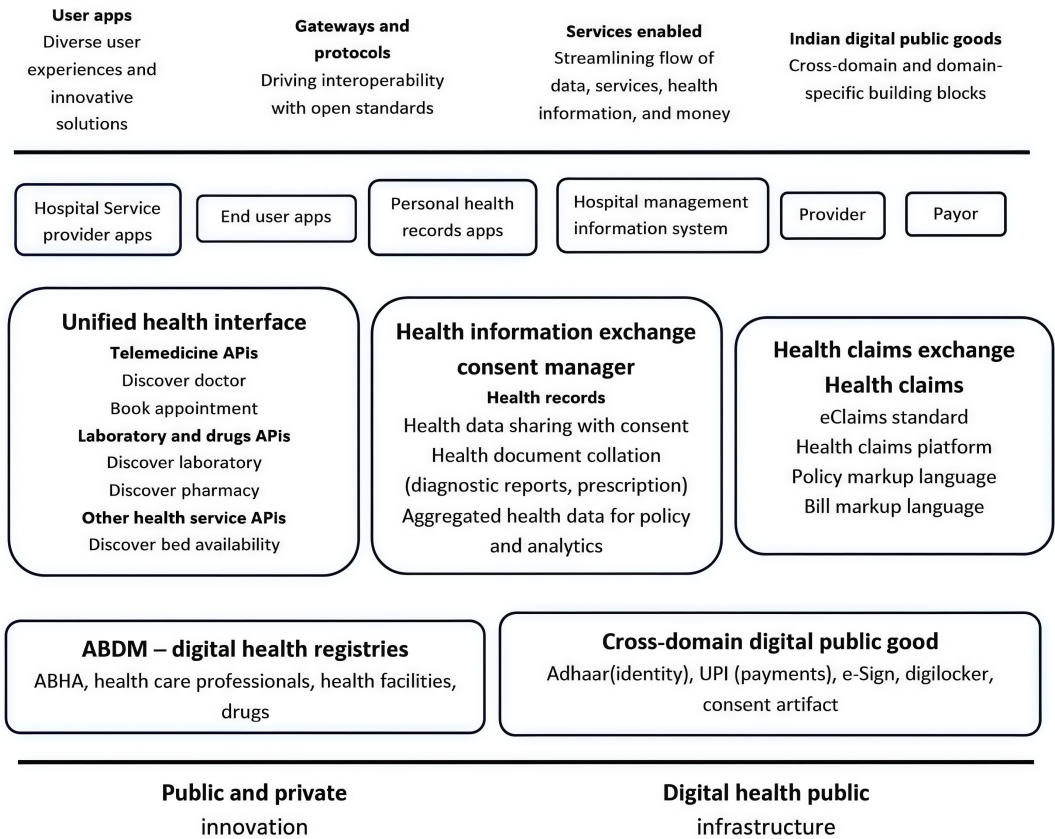 User apps
Diverse user
experiences and
innovative
solutions
Gateways and
protocols
Driving interoperability
with open standards
Services enabled
Streamlining flow of
data, services, health
information, and money
Indian digital public goods
Cross-domain and domain-
specific building blocks
Hospital Service
provider apps
End user apps
Personal health
records apps
Hospital management
information system
Provider
Payor
Unified health interface
Telemedicine APIs
Discover doctor
Book appointment
Laboratory and drugs APIs
Discover laboratory
Discover pharmacy
Other health service APIs
Discover bed availability
Health information exchange
consent manager
Health records
Health data sharing with consent
Health document collation
(diagnostic reports, prescription)
Aggregated health data for policy
and analytics
Health claims exchange
Health claims
eClaims standard
Health claims platform
Policy markup language
Bill markup language
ABDM – digital health registries
ABHA, health care professionals, health facilities,
drugs
Cross-domain digital public good
Adhaar(identity), UPI (payments), e-Sign, digilocker,
consent artifact
Public and private
innovation
Digital health public
infrastructure